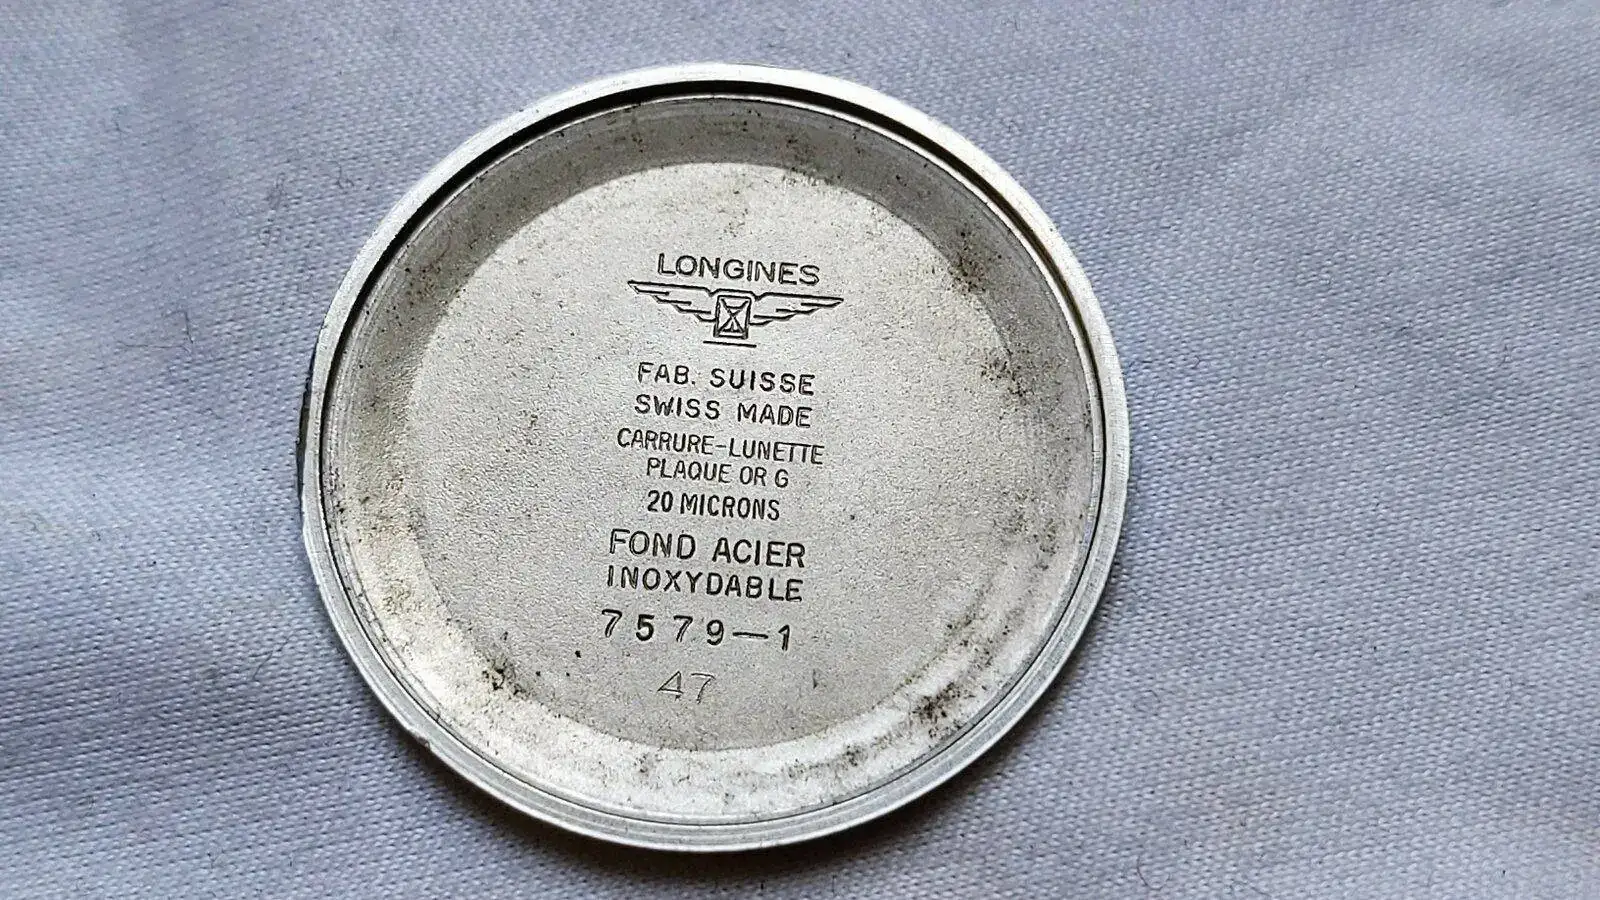 LONGINES
FAB. SUISSE
SWISS MADE
CARRURE-LUNETTE
PLAQUE OR G
20 MICRONS
FOND ACIER
INOXYDABLE
7579-1
47